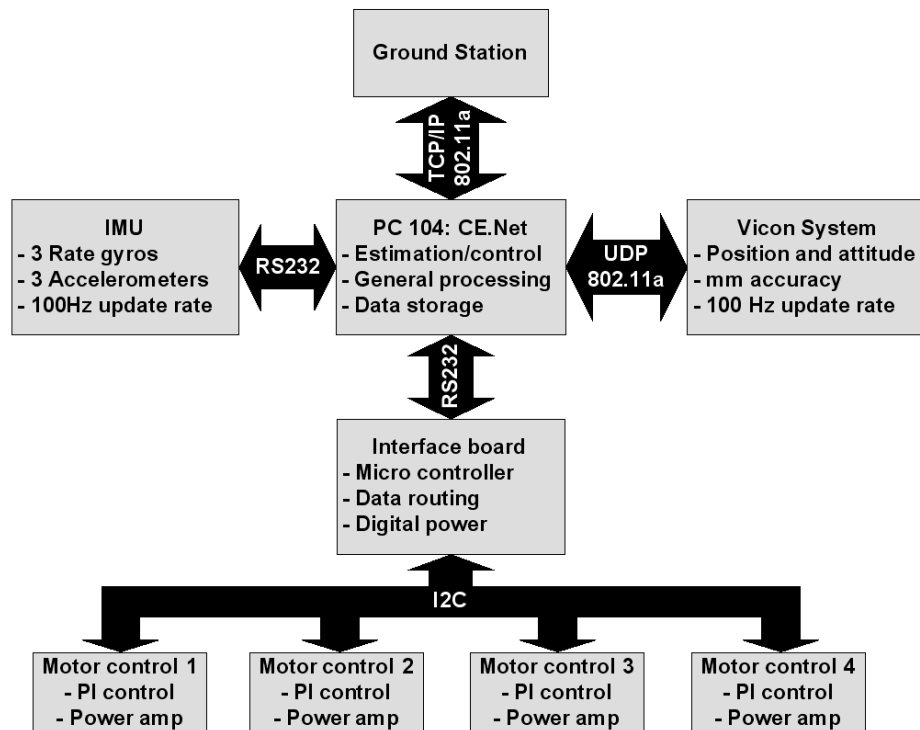 Ground Station
TCP/IP
802.11a
IMU
- 3 Rate gyros
- 3 Accelerometers
- 100Hz update rate
RS232
PC 104: CE.Net
- Estimation/control
- General processing
- Data storage
UDP
802.11a
Vicon System
- Position and attitude
- mm accuracy
- 100 Hz update rate
RS232
Interface board
- Micro controller
- Data routing
- Digital power
I2C
Motor control 1
- PI control
- Power amp
Motor control 2
- PI control
- Power amp
Motor control 3
- PI control
- Power amp
Motor control 4
- PI control
- Power amp